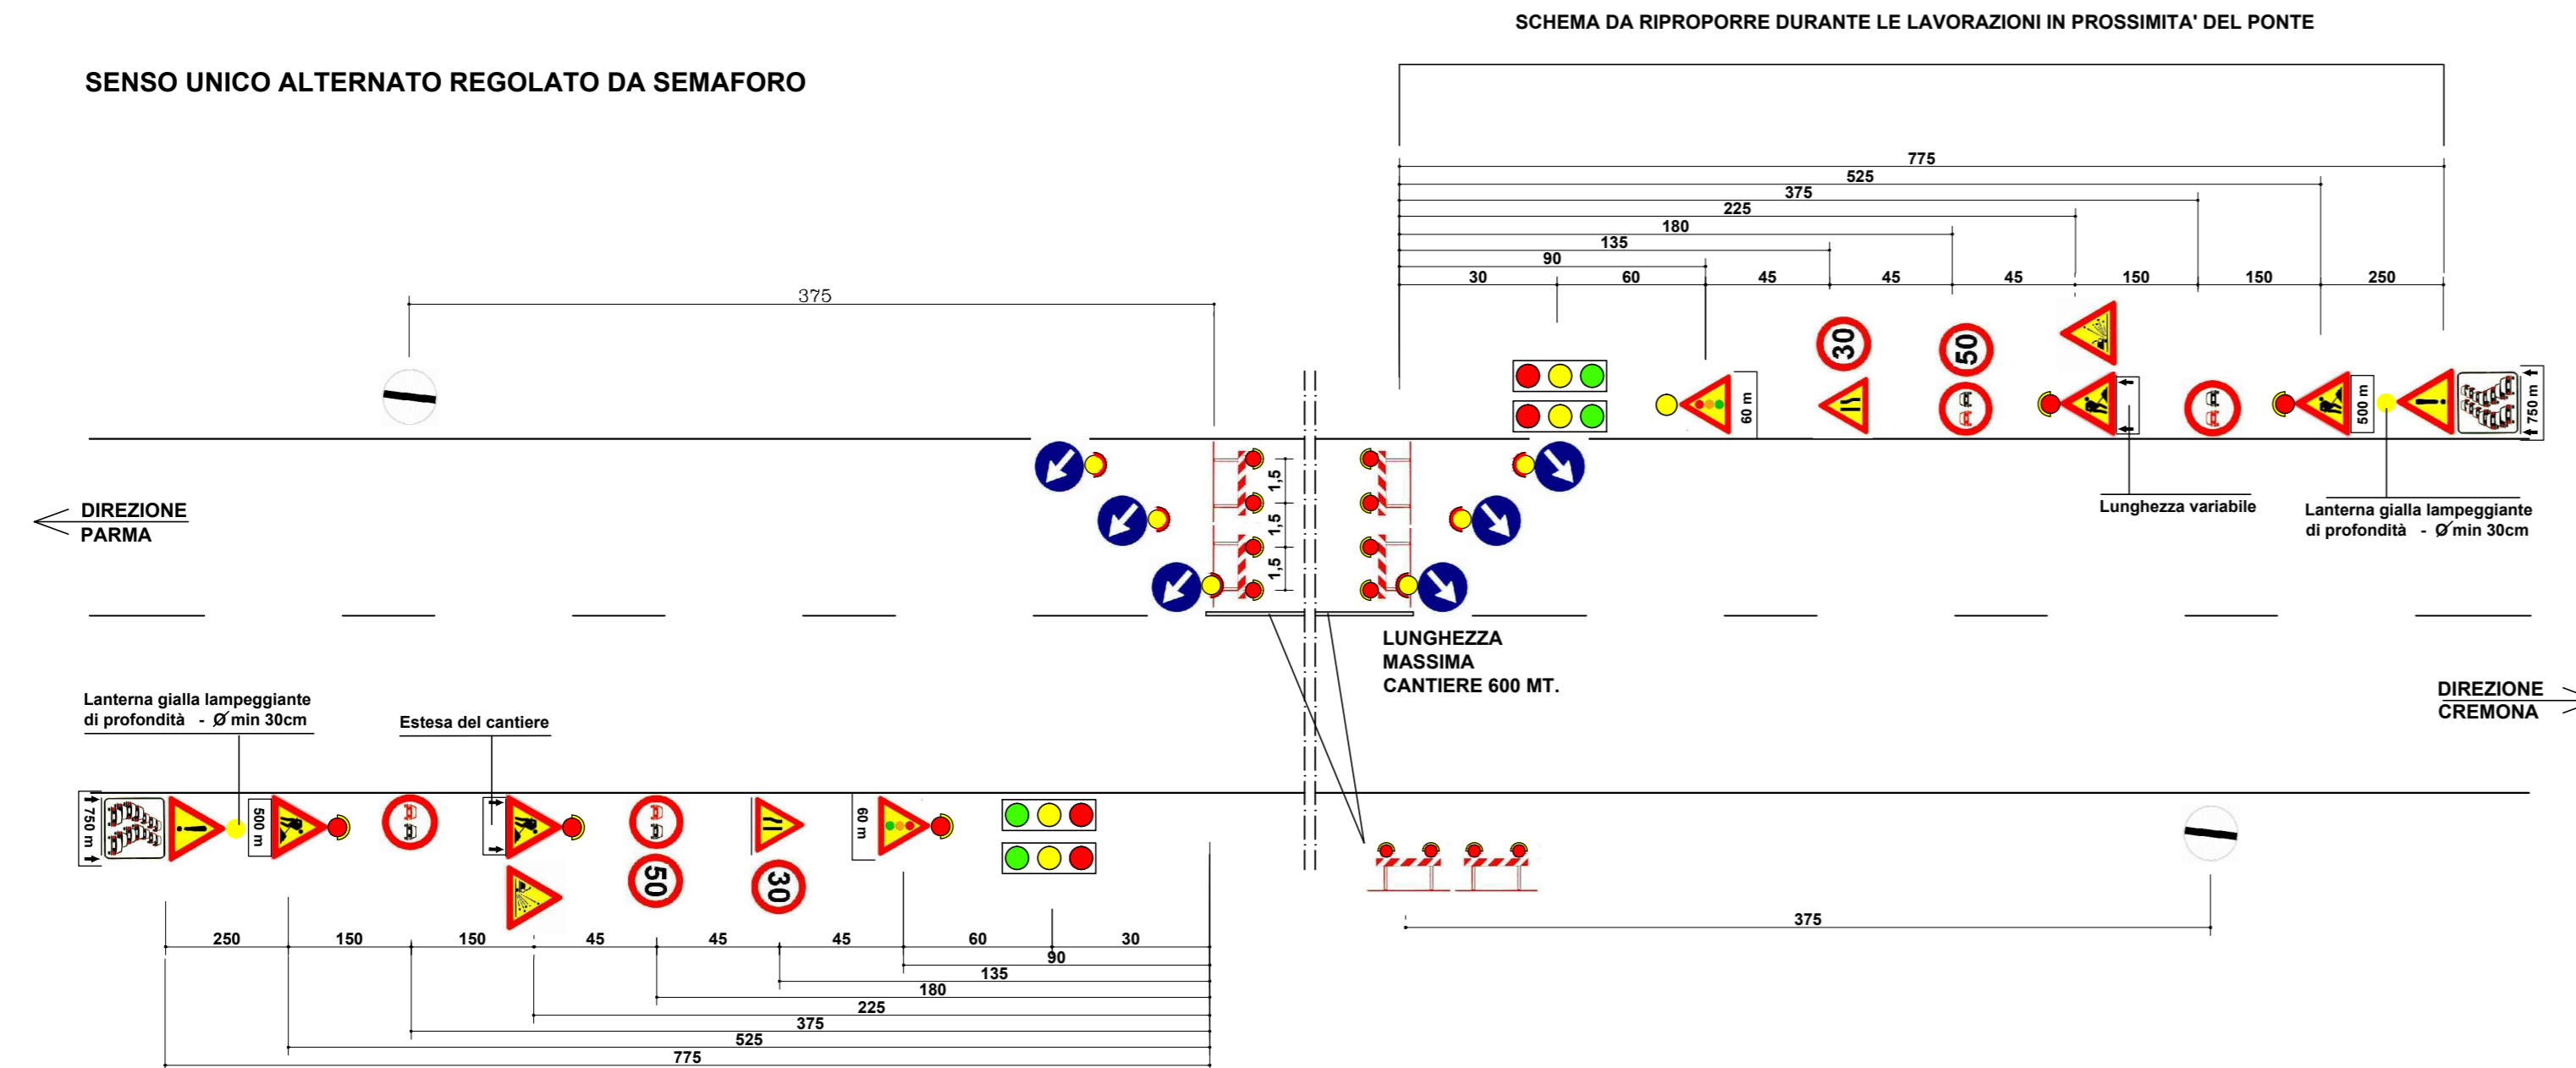 SCHEMA DA RIPROPORRE DURANTE LE LAVORAZIONI IN PROSSIMITA' DEL PONTE
SENSO UNICO ALTERNATO REGOLATO DA SEMAFORO
775
525
375
225
180
135
90
30 60 45 45 45 150 150 250
375
30
50
60 m
500 m
750 m
1,5
1,5
1,5
DIREZIONE
PARMA
Lunghezza variabile
Lanterna gialla lampeggiante
di profondità - Ø min 30cm
LUNGHEZZA
MASSIMA
CANTIERE 600 MT.
DIREZIONE
CREMONA
Lanterna gialla lampeggiante
di profondità - Ø min 30cm
Estesa del cantiere
750 m
500 m
60 m
50
30
375
250 150 150 45 45 45 60 30
90
135
180
225
375
525
775